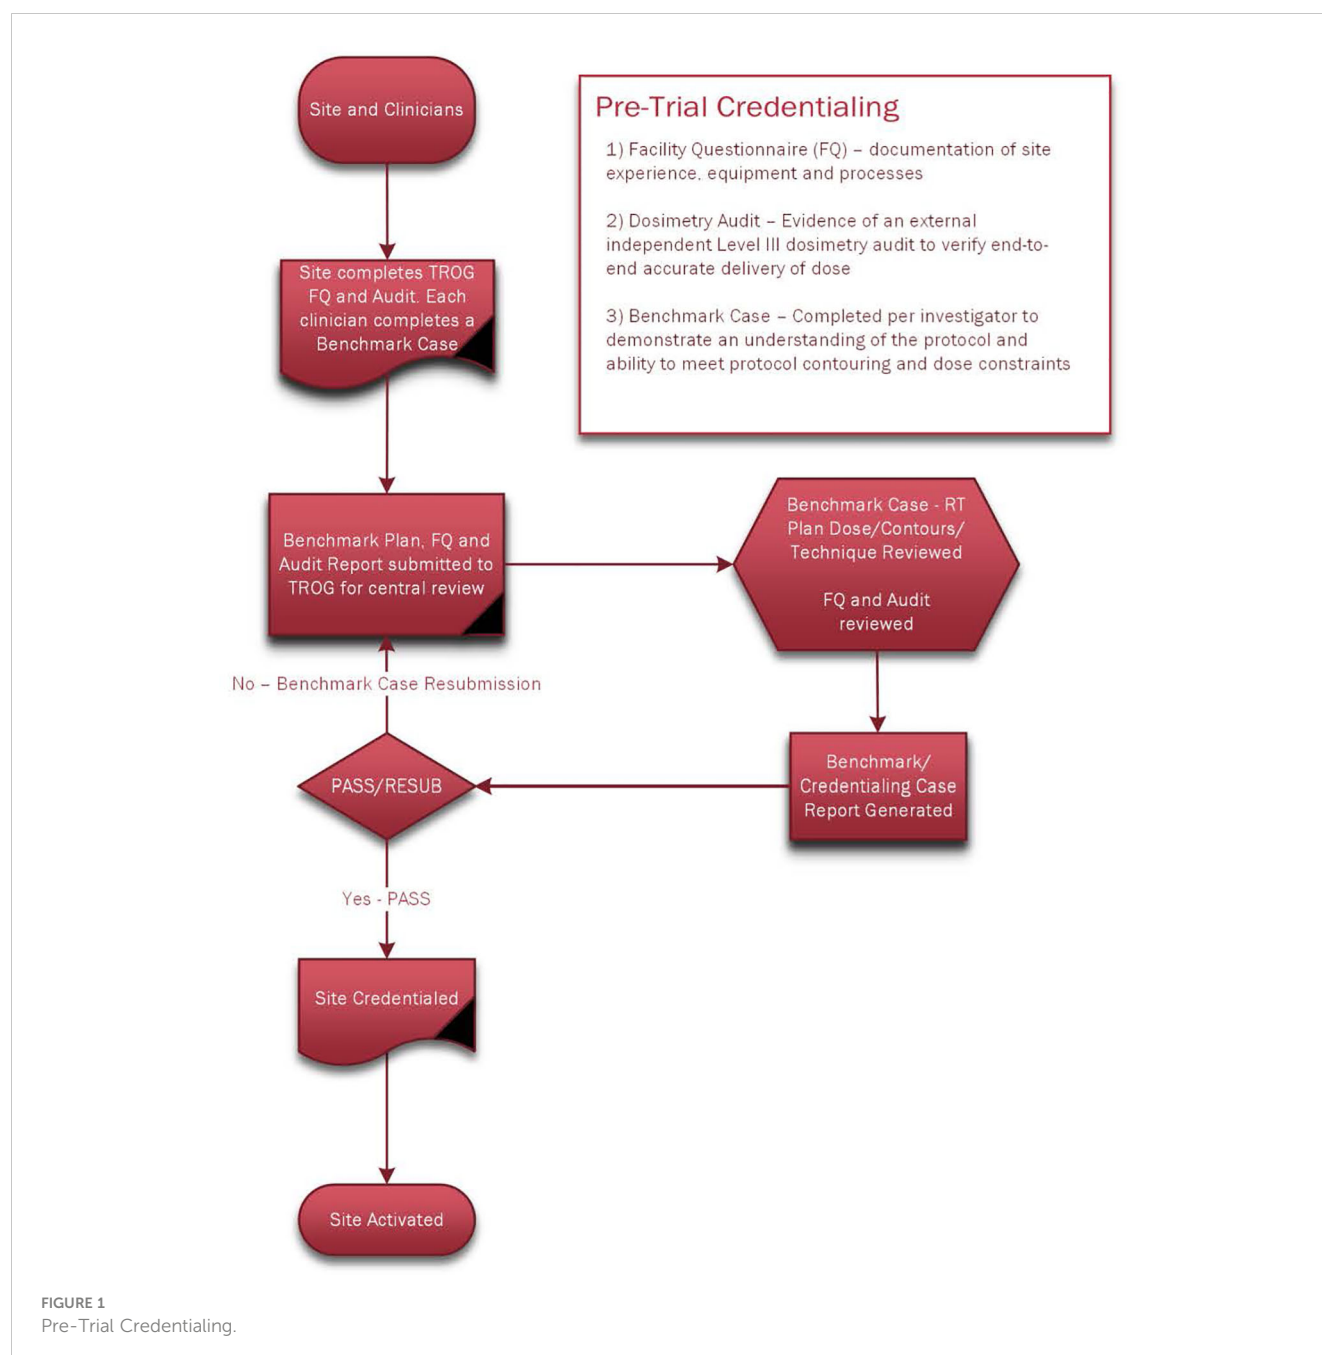 Site and Clinicians
Pre-Trial Credentialing
1) Facility Questionnaire (FQ) – documentation of site
experience, equipment and processes
2) Dosimetry Audit – Evidence of an external
independent Level III dosimetry audit to verify end-to-
end accurate delivery of dose
3) Benchmark Case – Completed per investigator to
demonstrate an understanding of the protocol and
ability to meet protocol contouring and dose constraints
Site completes TROG
FQ and Audit. Each
clinician completes a
Benchmark Case
Benchmark Plan, FQ and
Audit Report submitted to
TROG for central review
Benchmark Case - RT
Plan Dose/Contours/
Technique Reviewed
FQ and Audit
reviewed
No – Benchmark Case Resubmission
PASS/RESUB
Benchmark/
Credentialing Case
Report Generated
Yes - PASS
Site Credentialed
Site Activated
FIGURE 1
Pre-Trial Credentialing.